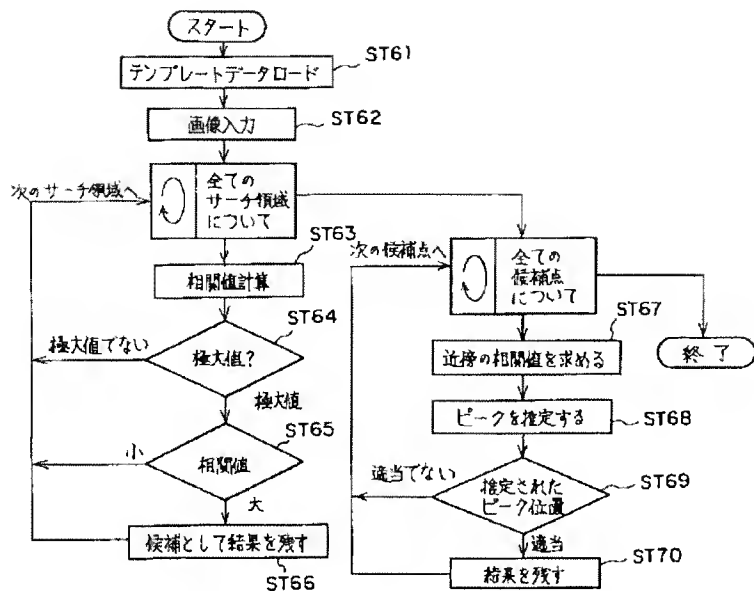 スタート
ST61
テンプレートデータロード
ST62
画像入力
次のサーチ領域へ
全ての
サーチ領域
について
ST63
相関値計算
ST64
極大値でない
極大値?
極大値
ST65
小
相関値
大
候補として結果を残す
ST66
次の候補点へ
全ての
候補点
について
ST67
終了
近傍の相関値を求める
ピークを推定する
ST68
適当でない
推定された
ピーク位置
ST69
適当
ST70
結果を残す